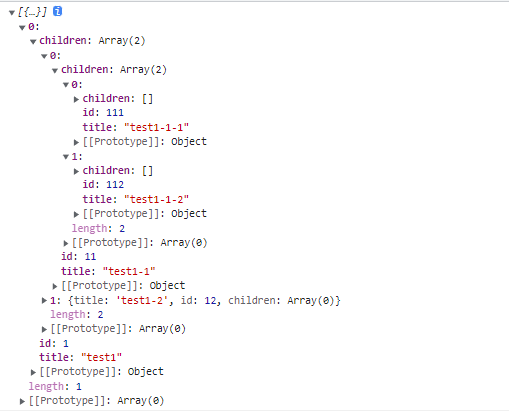 [{…}] i
0:
children: Array(2)
0:
children: Array(2)
0:
children: []
id: 111
title: "test1-1-1"
[[Prototype]]: Object
1:
children: []
id: 112
title: "test1-1-2"
[[Prototype]]: Object
length: 2
[[Prototype]]: Array(0)
id: 11
title: "test1-1"
[[Prototype]]: Object
1: {title: 'test1-2', id: 12, children: Array(0)}
length: 2
[[Prototype]]: Array(0)
id: 1
title: "test1"
[[Prototype]]: Object
length: 1
[[Prototype]]: Array(0)